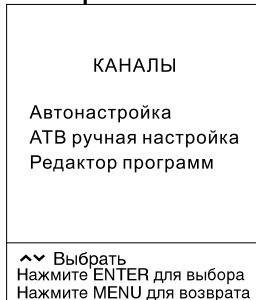 КАНАЛЫ
Автонастройка
АТВ ручная настройка
Редактор программ
Выбрать
Нажмите ENTER для выбора
Нажмите MENU для возврата